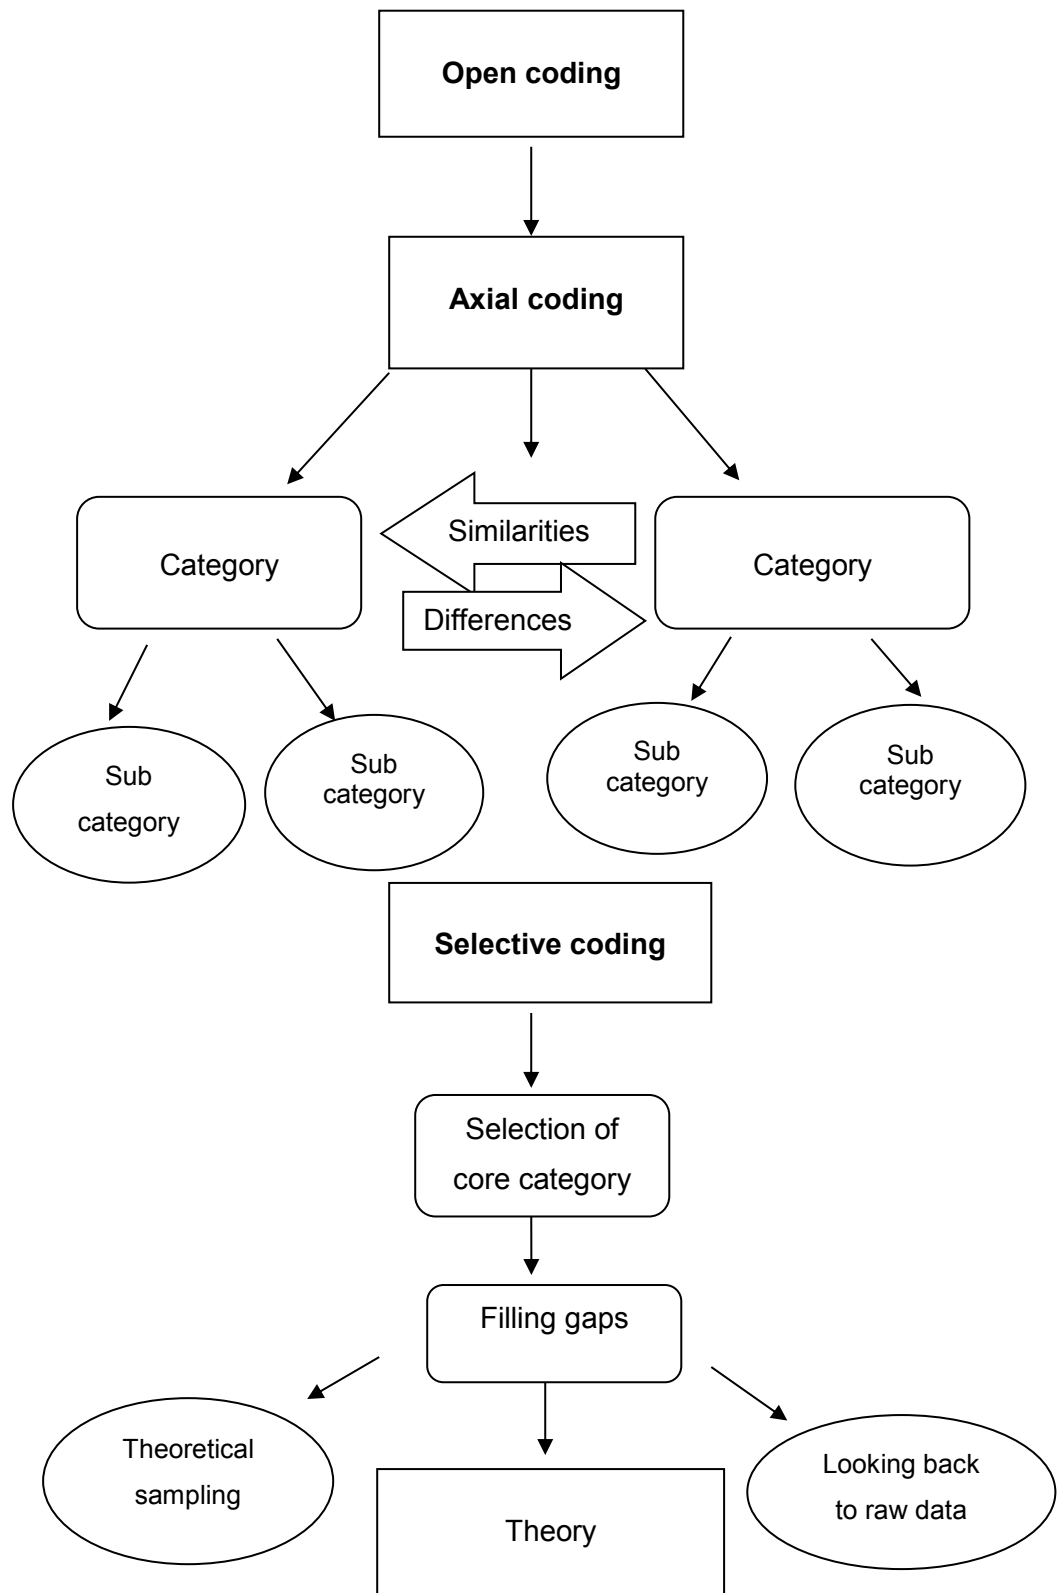 Open coding
Axial coding
Similarities
Category
Category
Differences
Sub
category
Sub
category
Sub
category
Sub
category
Selective coding
Selection of
core category
Filling gaps
Theoretical
sampling
Looking back
to raw data
Theory